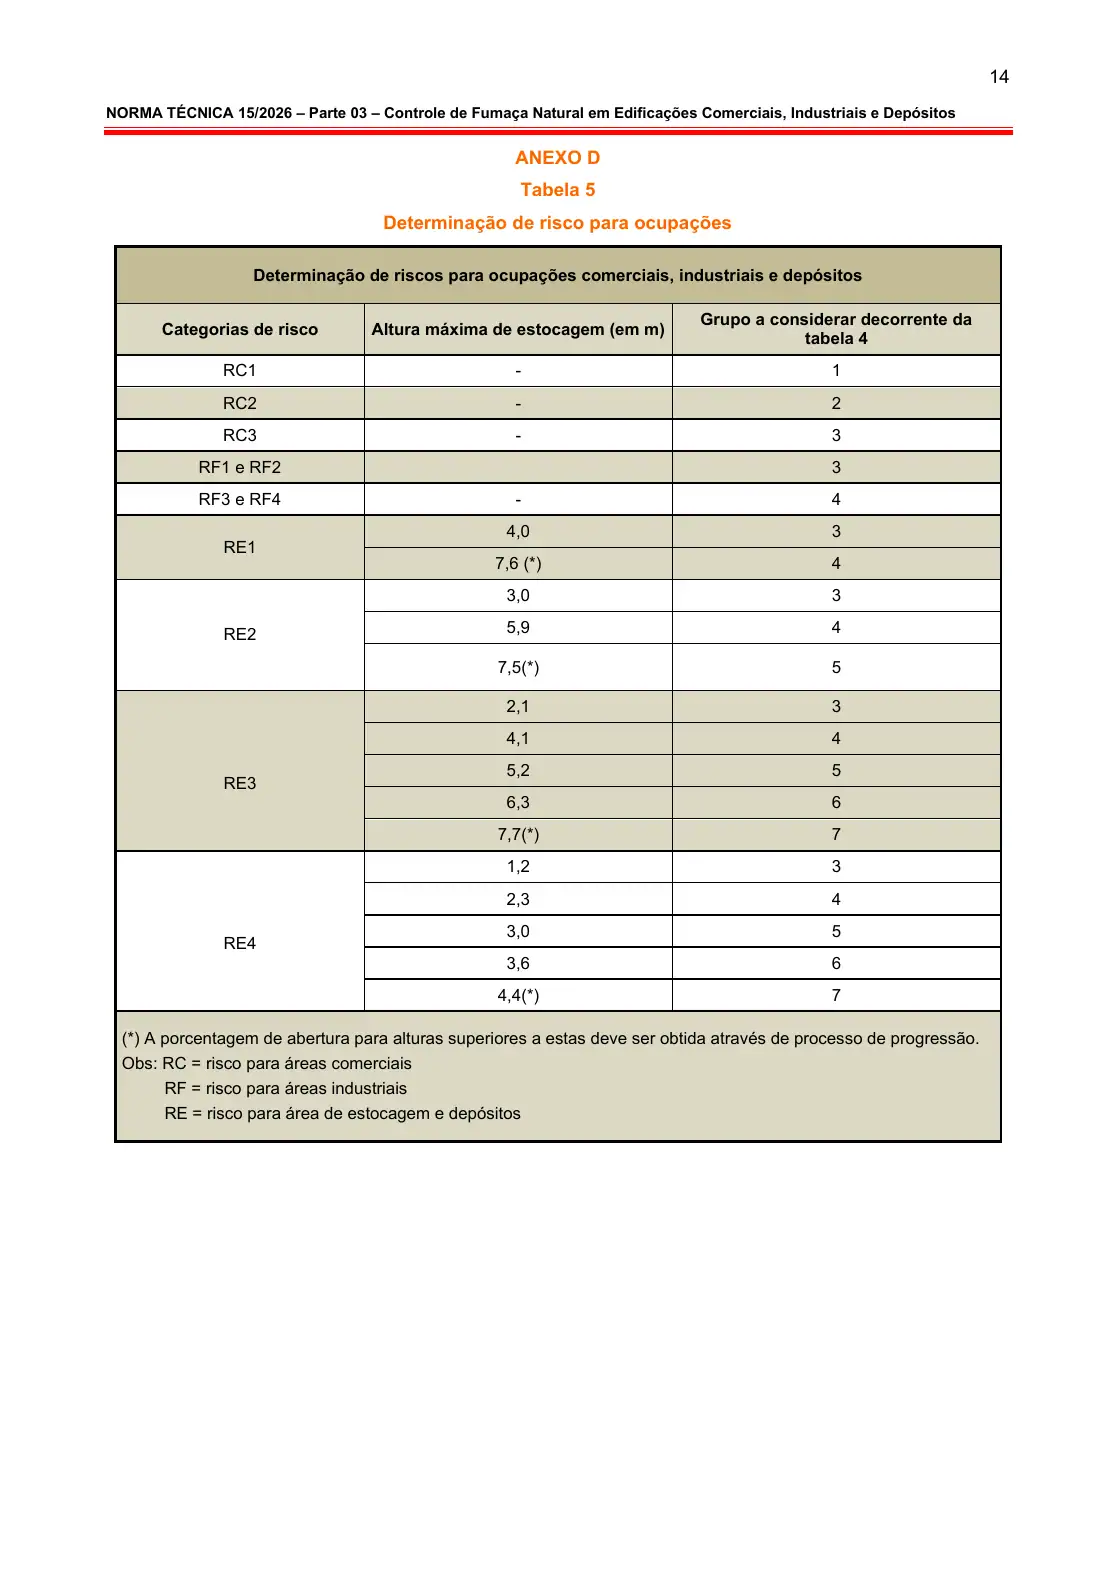 14
NORMA TÉCNICA 15/2026 – Parte 03 – Controle de Fumaça Natural em Edificações Comerciais, Industriais e Depósitos
ANEXO D
Tabela 5
Determinação de risco para ocupações
Determinação de riscos para ocupações comerciais, industriais e depósitos
Categorias de risco Altura máxima de estocagem (em m) Grupo a considerar decorrente da
tabela 4
RC1 - 1
RC2 - 2
RC3 - 3
RF1 e RF2 3
RF3 e RF4 - 4
RE1
4,0 3
7,6 (*) 4
RE2
3,0 3
5,9 4
7,5(*) 5
RE3
2,1 3
4,1 4
5,2 5
6,3 6
7,7(*) 7
RE4
1,2 3
2,3 4
3,0 5
3,6 6
4,4(*) 7
(*) A porcentagem de abertura para alturas superiores a estas deve ser obtida através de processo de progressão.
Obs: RC = risco para áreas comerciais
RF = risco para áreas industriais
RE = risco para área de estocagem e depósitos